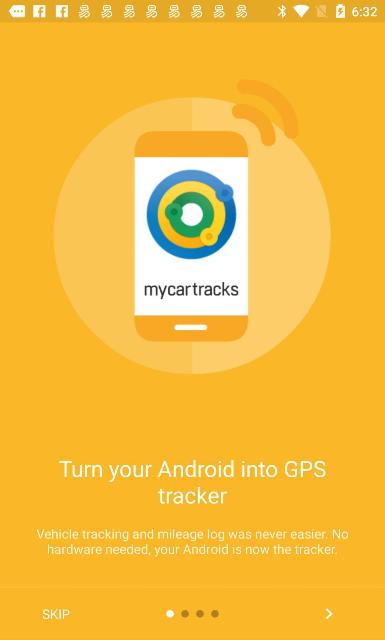 6:32
mycartracks
Turn your Android into GPS
tracker
Vehicle tracking and mileage log was never easier. No
hardware needed, your Android is now the tracker.
SKIP